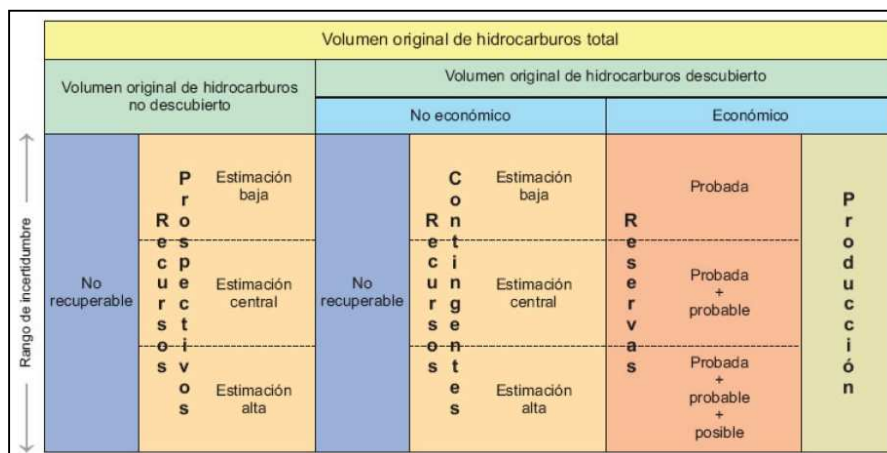 Volumen original de hidrocarburos total
Volumen original de hidrocarburos
no descubierto
Volumen original de hidrocarburos descubierto
No económico
Económico
Rango de incertidumbre
No
recuperable
Recursos
Prospectivos
Estimación
baja
Estimación
central
Estimación
alta
No
recuperable
Recursos
Contingentes
Estimación
baja
Estimación
central
Estimación
alta
Reservas
Probada
Probada
+
probable
Probada
+
probable
+
posible
Producción